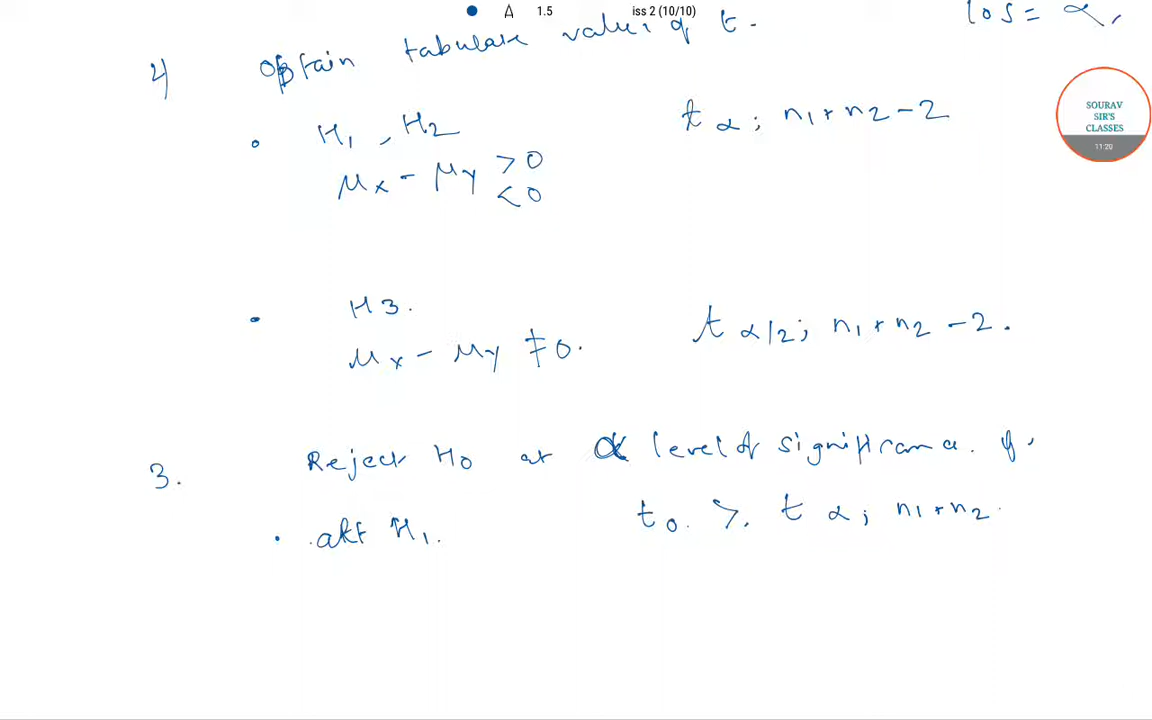 A 1.5 iss 2 (10/10)
los = α,
4) Obtain tabulate value of t.
• H1, H2 tα; n1+n2-2
μx - μy >0
<0
SOURAV
SIR'S
CLASSES
11:20
• H3.
μx - μy ≠0. tα/2; n1+n2-2.
3. Reject H0 at α level of significance. if
• alt H1. t0. > t α; n1+n2.